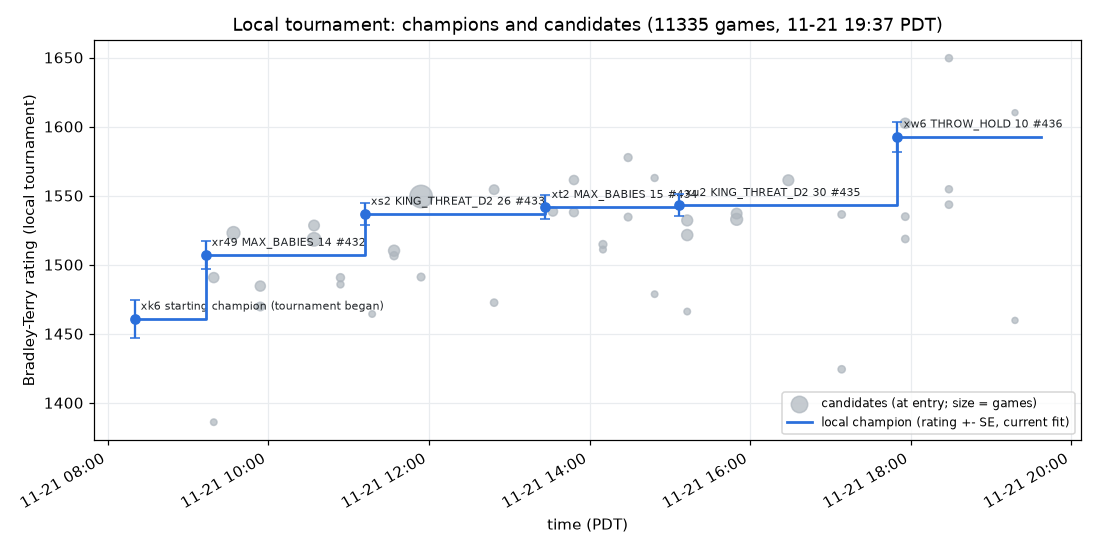 Local tournament: champions and candidates (11335 games, 11-21 19:37 PDT)
Bradley-Terry rating (local tournament)
1650
1600
1550
1500
1450
1400
xk6 starting champion (tournament began)
xr49 MAX_BABIES 14 #432
xs2 KING_THREAT_D2 26 #433
xt2 MAX_BABIES 15 #434
xu2 KING_THREAT_D2 30 #435
xw6 THROW_HOLD 10 #436
candidates (at entry; size = games)
local champion (rating +- SE, current fit)
11-21 08:00
11-21 10:00
11-21 12:00
11-21 14:00
11-21 16:00
11-21 18:00
11-21 20:00
time (PDT)